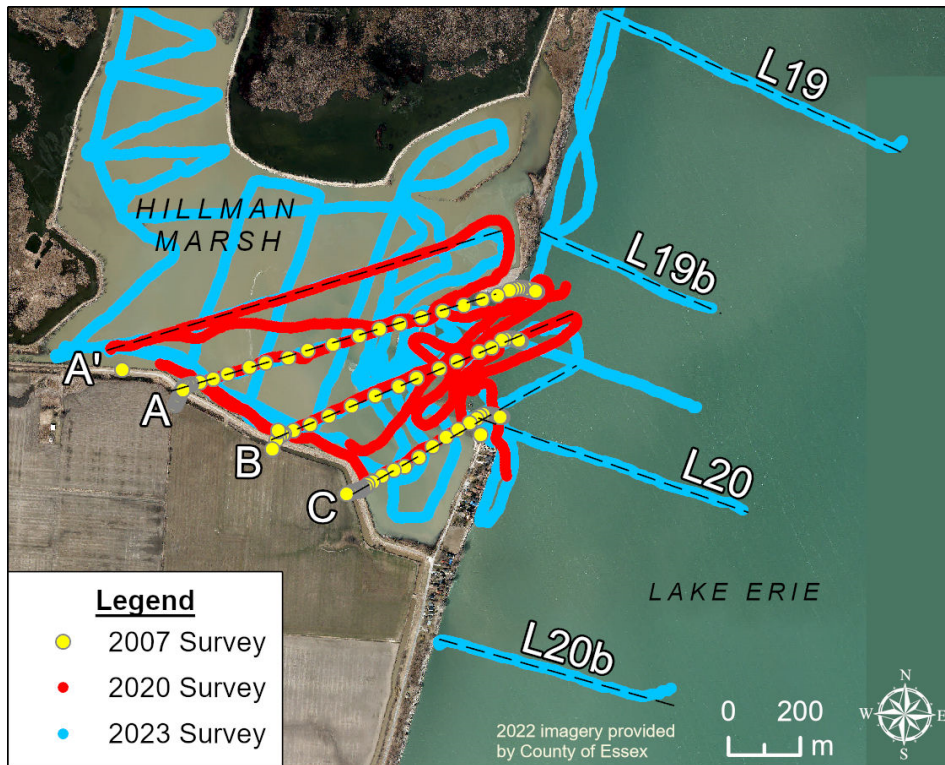 L19
HILLMAN
MARSH
L19b
A'
A
B
C
L20
LAKE ERIE
L20b
Legend
2007 Survey
2020 Survey
2023 Survey
2022 imagery provided
by County of Essex
0 200
m
N
W E
S